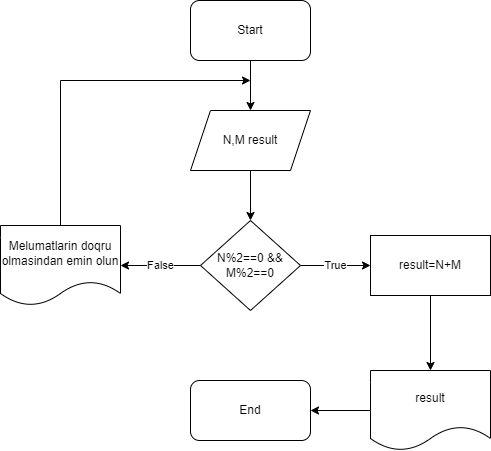 Start
N,M result
N%2==0 &&
M%2==0
False
True
Melumatlarin doqru
olmasindan emin olun
result=N+M
result
End